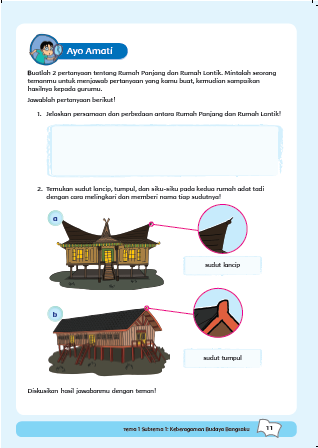 Ayo Amati
Buatlah 2 pertanyaan tentang Rumah Panjang dan Rumah Lontik. Mintalah seorang
temanmu untuk menjawab pertanyaan yang kamu buat, kemudian sampaikan
hasilnya kepada gurumu.
Jawablah pertanyaan berikut!
1. Jelaskan persamaan dan perbedaan antara Rumah Panjang dan Rumah Lontik!
2. Temukan sudut lancip, tumpul, dan siku-siku pada kedua rumah adat tadi
dengan cara melingkari dan memberi nama tiap sudutnya!
a
sudut lancip
b
sudut tumpul
Diskusikan hasil jawabanmu dengan teman!
Tema 1 Subtema 1: Keberagaman Budaya Bangsaku
11